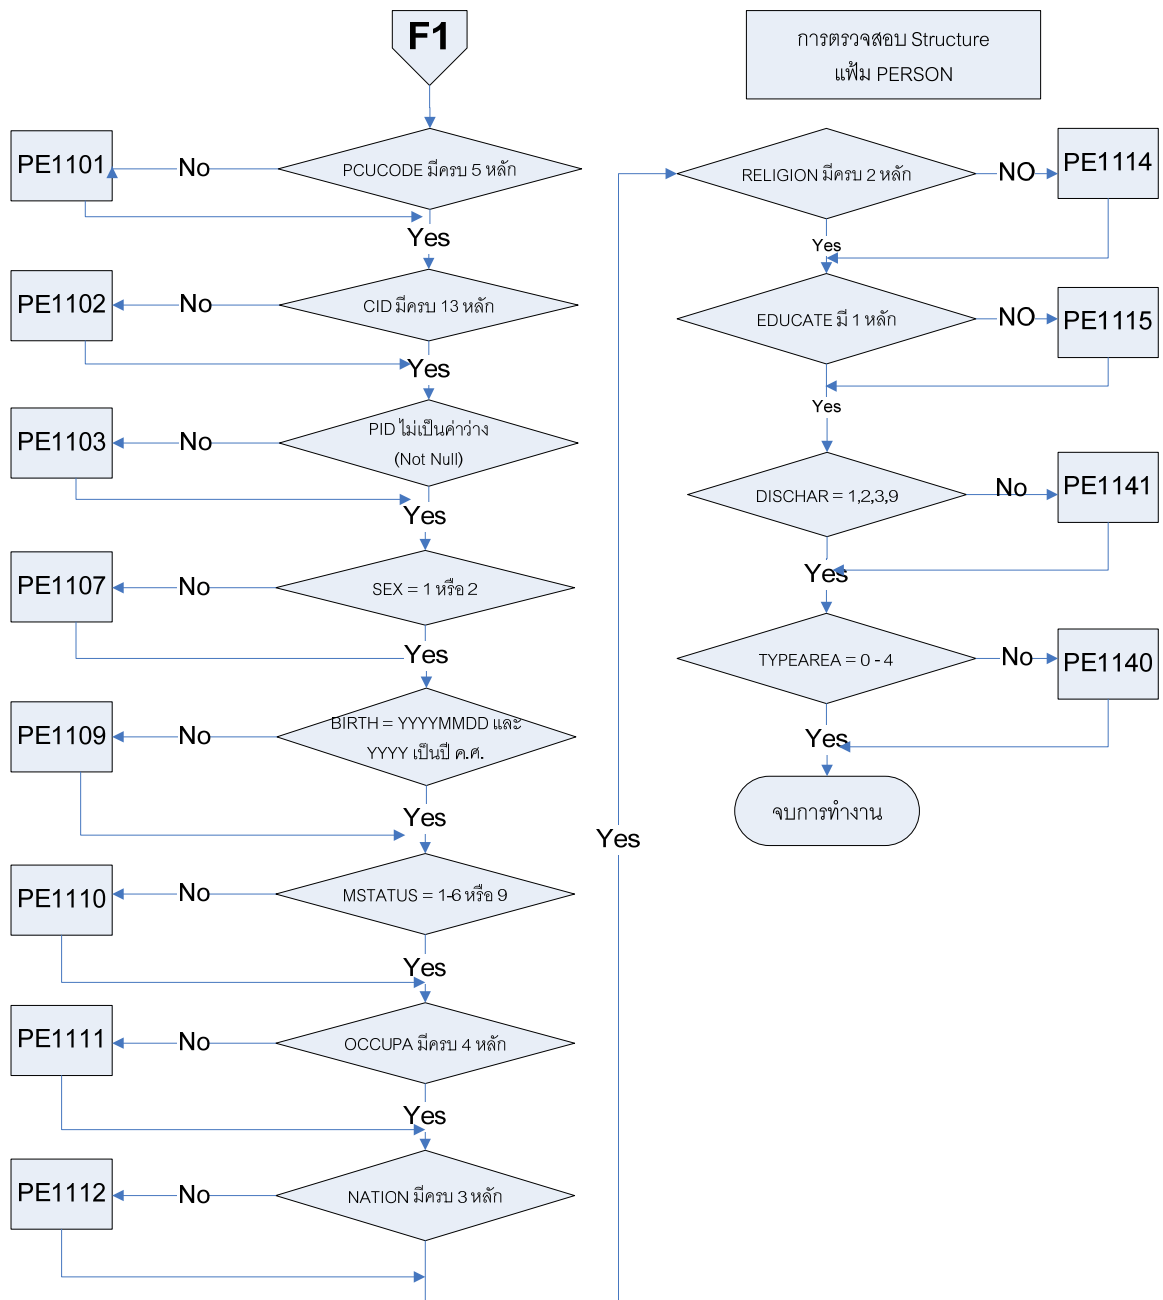 F1
การตรวจสอบ Structure
แฟ้ม PERSON
PCUCODE มีครบ 5 หลัก
No
PE1101
Yes
CID มีครบ 13 หลัก
No
PE1102
Yes
PID ไม่เป็นค่าว่าง
(Not Null)
No
PE1103
Yes
SEX = 1 หรือ 2
No
PE1107
Yes
BIRTH = YYYYMMDD และ
YYYY เป็นปี ค.ศ.
No
PE1109
Yes
MSTATUS = 1-6 หรือ 9
No
PE1110
Yes
OCCUPA มีครบ 4 หลัก
No
PE1111
Yes
NATION มีครบ 3 หลัก
No
PE1112
Yes
RELIGION มีครบ 2 หลัก
NO
PE1114
Yes
EDUCATE มี 1 หลัก
NO
PE1115
Yes
DISCHAR = 1,2,3,9
No
PE1141
Yes
TYPEAREA = 0 - 4
No
PE1140
Yes
จบการทำงาน